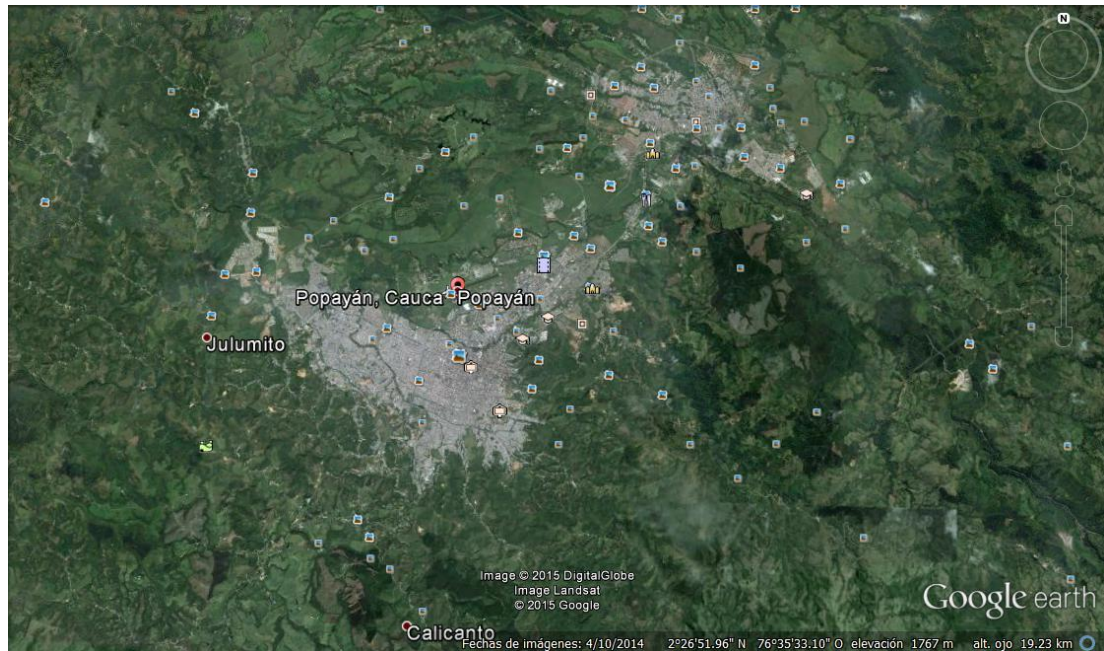 N
Popayán, Cauca Popayán
Julumito
Image © 2015 DigitalGlobe
Image Landsat
© 2015 Google
Google earth
Calicanto
Fechas de imágenes: 4/10/2014 2°26'51.96" N 76°35'33.10" O elevación 1767 m alt. ojo 19.23 km